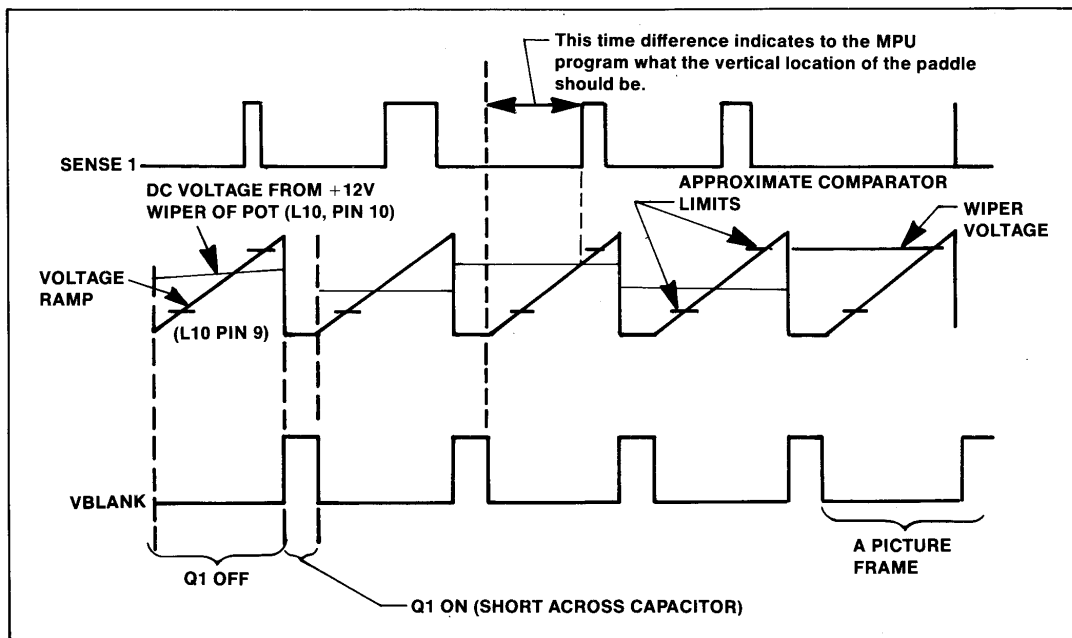 This time difference indicates to the MPU
program what the vertical location of the paddle
should be.
SENSE 1
DC VOLTAGE FROM +12V
WIPER OF POT (L10, PIN 10)
APPROXIMATE COMPARATOR
LIMITS
WIPER
VOLTAGE
VOLTAGE
RAMP
(L10 PIN 9)
VBLANK
Q1 OFF
A PICTURE
FRAME
Q1 ON (SHORT ACROSS CAPACITOR)